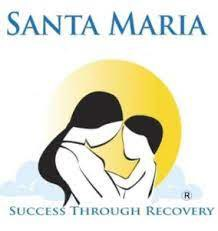 SANTA MARIA
®
SUCCESS THROUGH RECOVERY